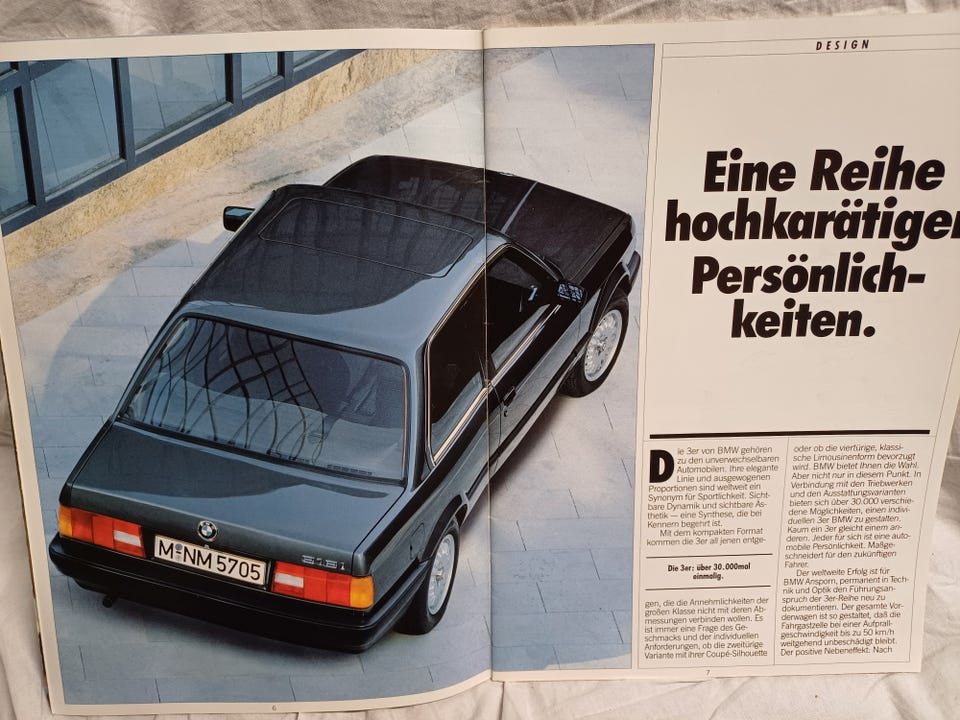 M NM 5705
318i
6
DESIGN
Eine Reihe
hochkarätiger
Persönlich-
keiten.
Die 3er von BMW gehören
zu den unverwechselbaren
Automobilen. Ihre elegante
Linie und ausgewogenen
Proportionen sind weltweit ein
Synonym für Sportlichkeit. Sicht-
bare Dynamik und sichtbare Äs-
thetik — eine Synthese, die bei
Kennern begehrt ist.
Mit dem kompakten Format
kommen die 3er all jenen entge-
Die 3er: über 30.000mal
einmalig.
gen, die die Annehmlichkeiten der
großen Klasse nicht mit deren Ab-
messungen verbinden wollen. Es
ist immer eine Frage des Ge-
schmacks und der individuellen
Anforderungen, ob die zweitürige
Variante mit ihrer Coupé-Silhouette
oder ob die viertürige, klassi-
sche Limousinenform bevorzugt
wird. BMW bietet Ihnen die Wahl.
Aber nicht nur in diesem Punkt. In
Verbindung mit den Triebwerken
und den Ausstattungsvarianten
bieten sich über 30.000 verschie-
dene Möglichkeiten, einen indivi-
duellen 3er BMW zu gestalten.
Kaum ein 3er gleicht einem an-
deren. Jeder für sich ist eine auto-
mobile Persönlichkeit. Maßge-
schneidert für den zukünftigen
Fahrer.
Der weltweite Erfolg ist für
BMW Ansporn, permanent in Tech-
nik und Optik den Führungsan-
spruch der 3er-Reihe neu zu
dokumentieren. Der gesamte Vor-
derwagen ist so gestaltet, daß die
Fahrgastzelle bei einer Aufprall-
geschwindigkeit bis zu 50 km/h
weitgehend unbeschädigt bleibt.
Der positive Nebeneffekt: Nach
7